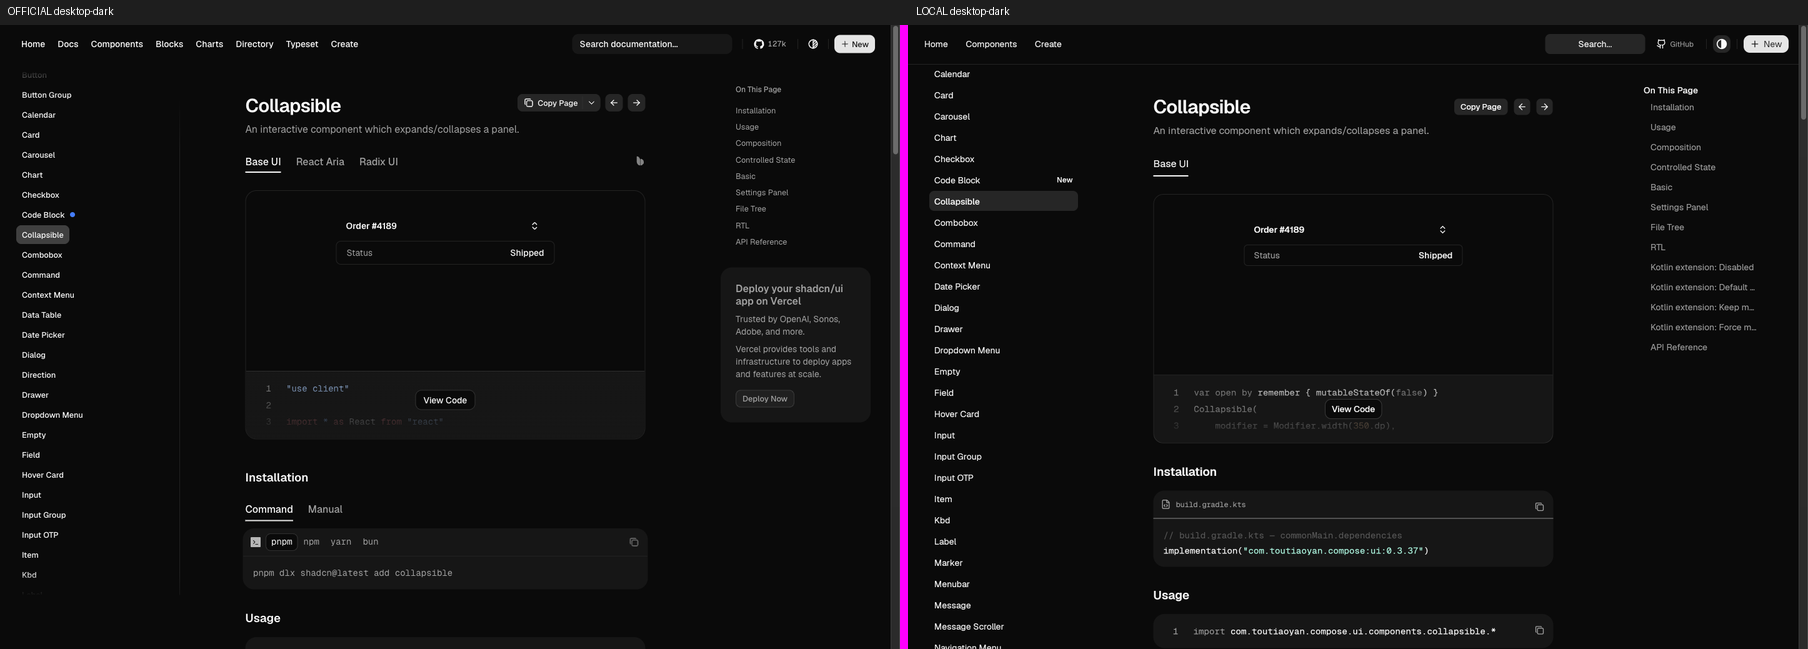 OFFICIAL desktop-dark
Home Docs Components Blocks Charts Directory Typeset Create
Search documentation...
127k
+ New
Button
Button Group
Calendar
Card
Carousel
Chart
Checkbox
Code Block
Collapsible
Combobox
Command
Context Menu
Data Table
Date Picker
Dialog
Direction
Drawer
Dropdown Menu
Empty
Field
Hover Card
Input
Input Group
Input OTP
Item
Kbd
Collapsible
Copy Page
An interactive component which expands/collapses a panel.
Base UI React Aria Radix UI
Order #4189
Status Shipped
1 "use client"
2
3 import * as React from "react"
View Code
Installation
Command Manual
pnpm npm yarn bun
pnpm dlx shadcn@latest add collapsible
Usage
On This Page
Installation
Usage
Composition
Controlled State
Basic
Settings Panel
File Tree
RTL
API Reference
Deploy your shadcn/ui
app on Vercel
Trusted by OpenAI, Sonos,
Adobe, and more.
Vercel provides tools and
infrastructure to deploy apps
and features at scale.
Deploy Now
LOCAL desktop-dark
Home Components Create
Search...
GitHub
+ New
Calendar
Card
Carousel
Chart
Checkbox
Code Block New
Collapsible
Combobox
Command
Context Menu
Date Picker
Dialog
Drawer
Dropdown Menu
Empty
Field
Hover Card
Input
Input Group
Input OTP
Item
Kbd
Label
Marker
Menubar
Message
Message Scroller
Navigation Menu
Collapsible
Copy Page
An interactive component which expands/collapses a panel.
Base UI
Order #4189
Status Shipped
1 var open by remember { mutableStateOf(false) }
2 Collapsible(
3 modifier = Modifier.width(350.dp),
View Code
Installation
build.gradle.kts
// build.gradle.kts — commonMain.dependencies
implementation("com.toutiaoyan.compose:ui:0.3.37")
Usage
1 import com.toutiaoyan.compose.ui.components.collapsible.*
On This Page
Installation
Usage
Composition
Controlled State
Basic
Settings Panel
File Tree
RTL
Kotlin extension: Disabled
Kotlin extension: Default ...
Kotlin extension: Keep m...
Kotlin extension: Force m...
API Reference